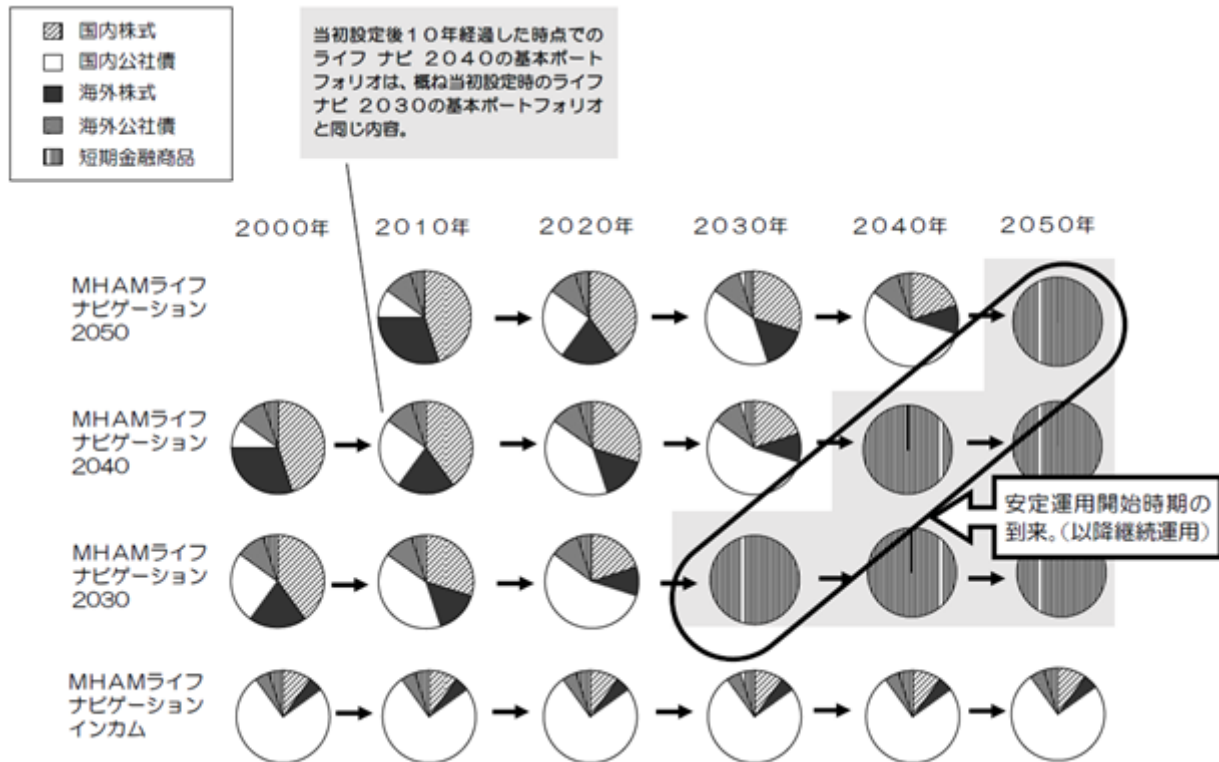 国内株式
国内公社債
海外株式
海外公社債
短期金融商品
当初設定後１０年経過した時点での
ライフ ナビ ２０４０の基本ポート
フォリオは、概ね当初設定時のライフ
ナビ ２０３０の基本ポートフォリオ
と同じ内容。
２０００年 ２０１０年 ２０２０年 ２０３０年 ２０４０年 ２０５０年
ＭＨＡＭライフ
ナビゲーション
２０５０
ＭＨＡＭライフ
ナビゲーション
２０４０
安定運用開始時期の
到来。（以降継続運用）
ＭＨＡＭライフ
ナビゲーション
２０３０
ＭＨＡＭライフ
ナビゲーション
インカム